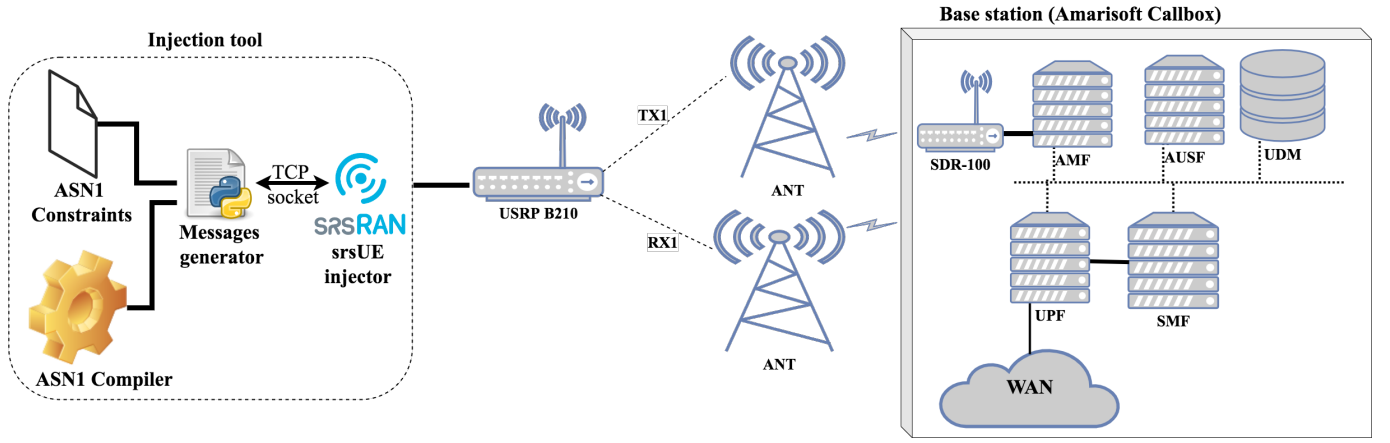 Base station (Amarisoft Callbox)
Injection tool
ASN1
Constraints
Messages
generator
TCP
socket
srsRAN
srsUE
injector
ASN1 Compiler
USRP B210
TX1
RX1
ANT
ANT
SDR-100
AMF
AUSF
UDM
UPF
SMF
WAN